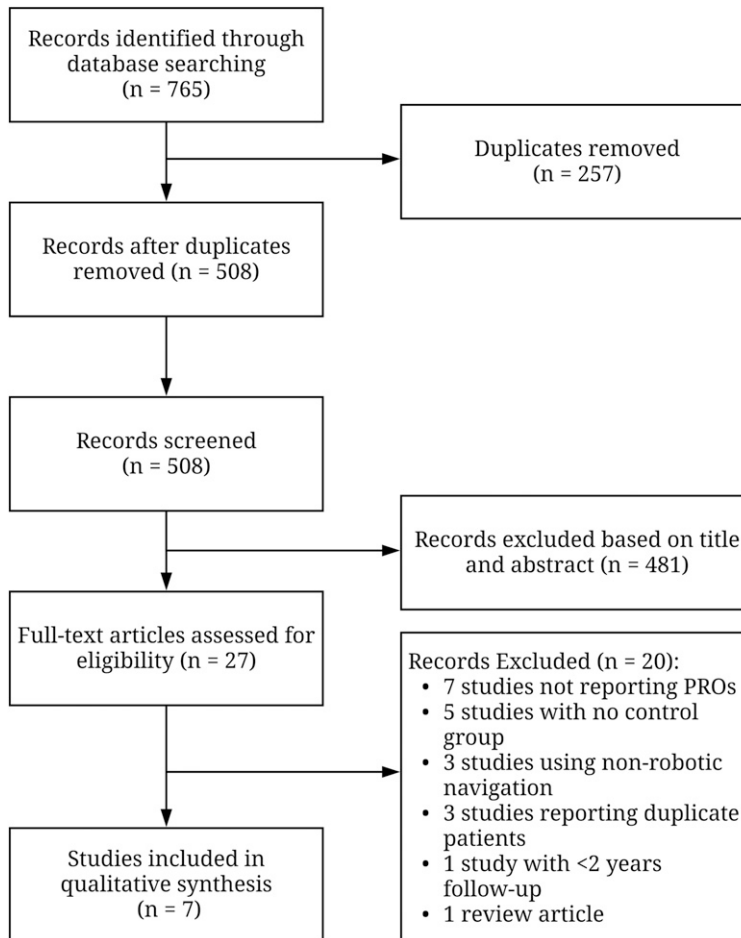 Records identified through
database searching
(n = 765)
Duplicates removed
(n = 257)
Records after duplicates
removed (n = 508)
Records screened
(n = 508)
Records excluded based on title
and abstract (n = 481)
Full-text articles assessed for
eligibility (n = 27)
Records Excluded (n = 20):
• 7 studies not reporting PROs
• 5 studies with no control
group
• 3 studies using non-robotic
navigation
• 3 studies reporting duplicate
patients
• 1 study with <2 years
follow-up
• 1 review article
Studies included in
qualitative synthesis
(n = 7)